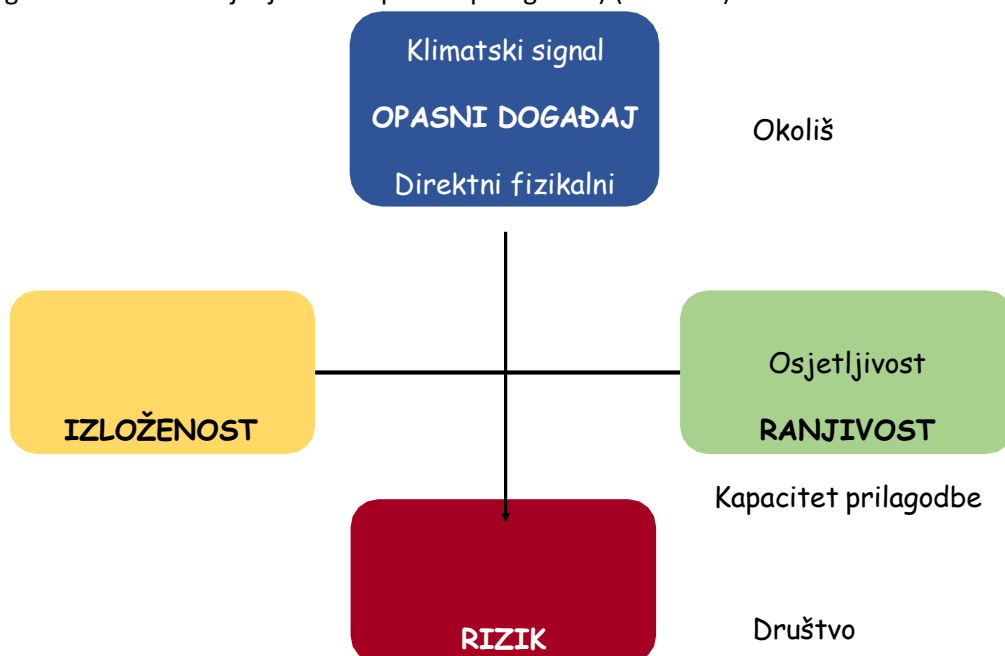 Klimatski signal
OPASNI DOGAĐAJ
Direktni fizikalni
Okoliš
IZLOŽENOST
Osjetljivost
RANJIVOST
Kapacitet prilagodbe
RIZIK
Društvo